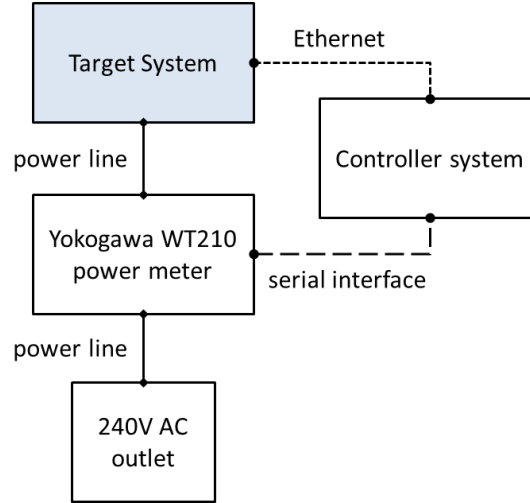 Target System
Ethernet
power line
Controller system
Yokogawa WT210
power meter
serial interface
power line
240V AC
outlet